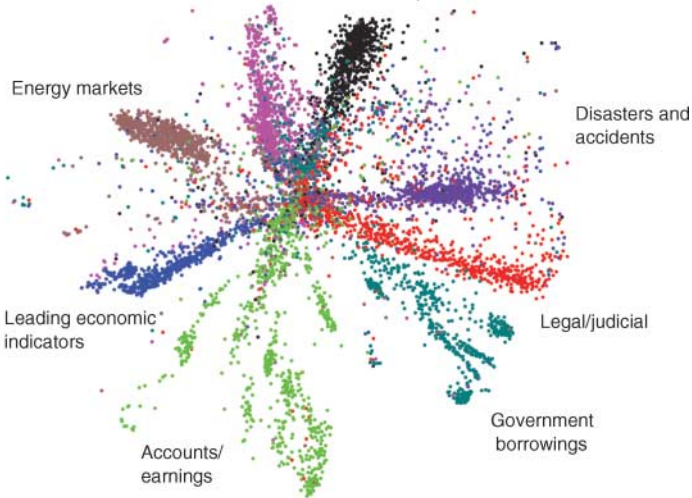 Energy markets
Disasters and
accidents
Leading economic
indicators
Legal/judicial
Government
borrowings
Accounts/
earnings